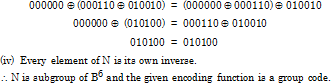 000000 ⊕ (000110 ⊕ 010010) = (000000 ⊕ 000110) ⊕ 010010
000000 ⊕ (010100) = 000110 ⊕ 010010
010100 = 010100
(iv) Every element of N is its own inverse.
∴ N is subgroup of B⁶ and the given encoding function is a group code.